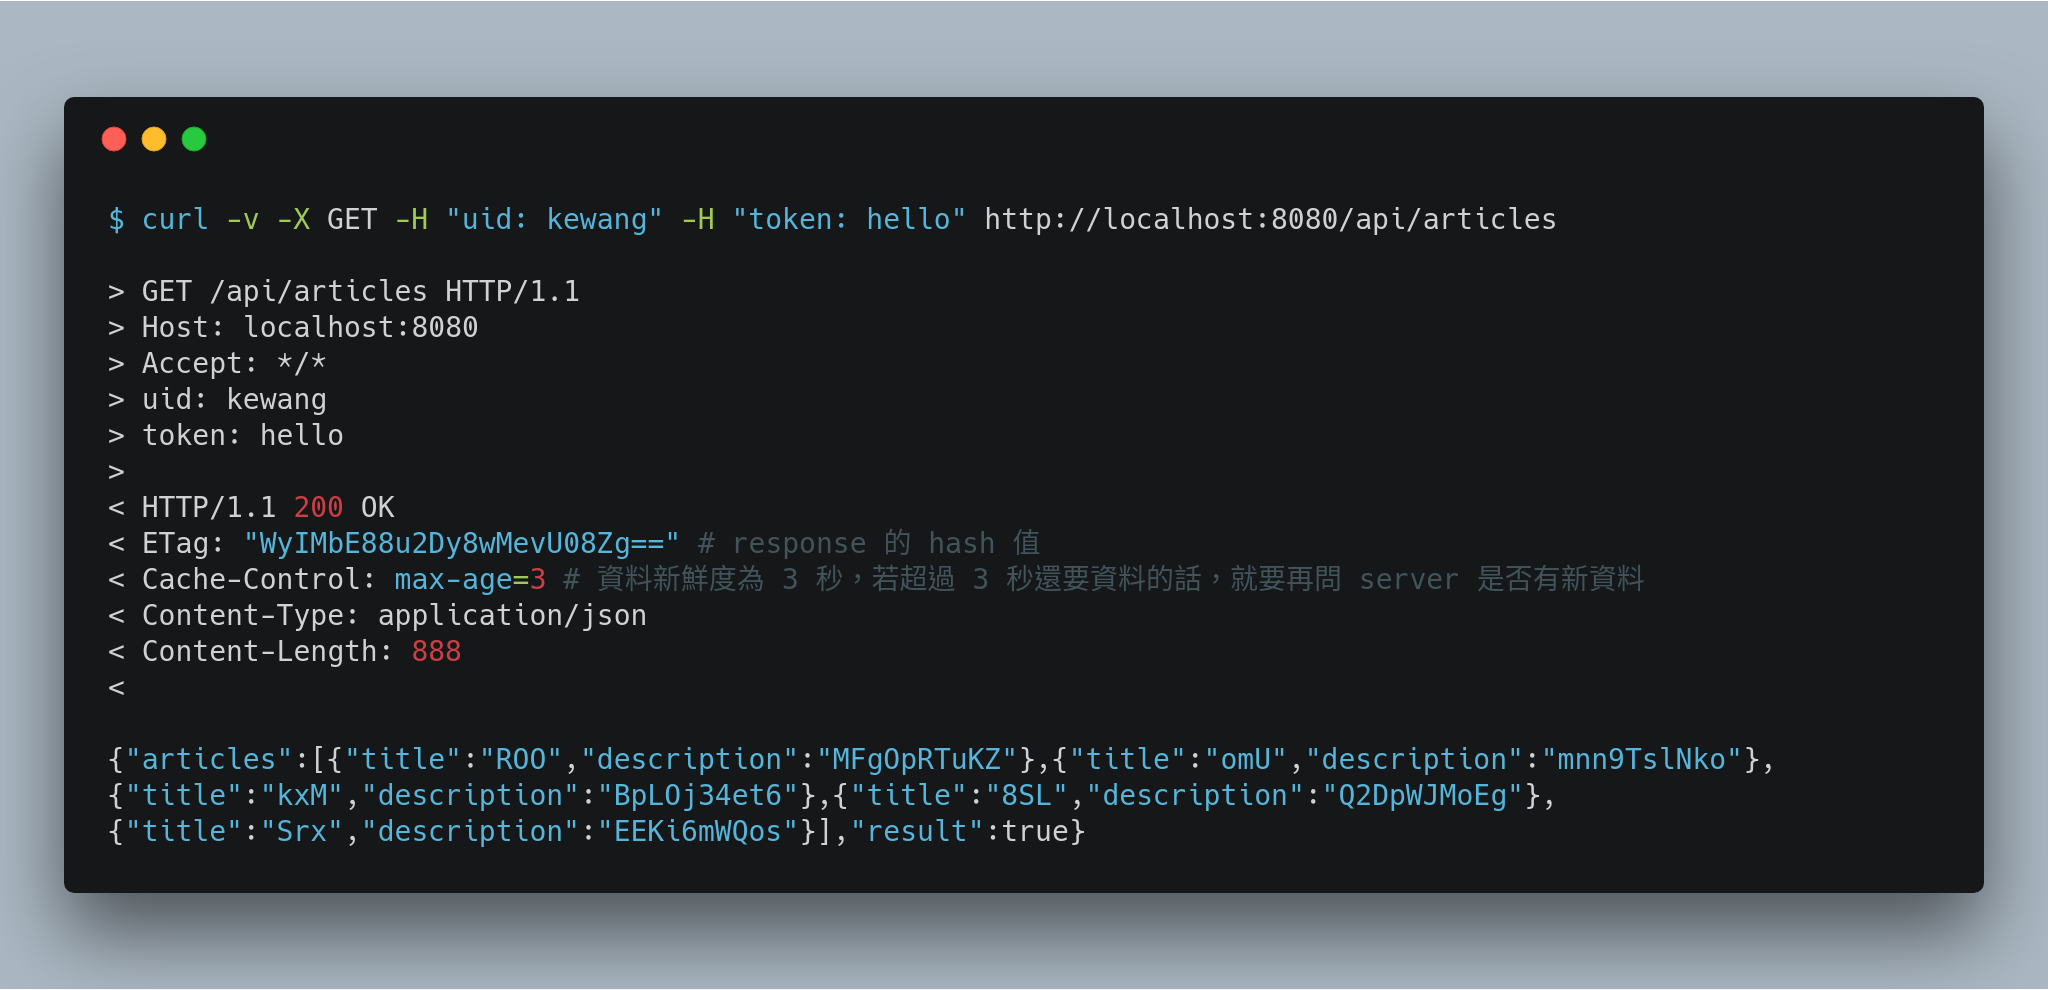 $ curl -v -X GET -H "uid: kewang" -H "token: hello" http://localhost:8080/api/articles
> GET /api/articles HTTP/1.1
> Host: localhost:8080
> Accept: */*
> uid: kewang
> token: hello
>
< HTTP/1.1 200 OK
< ETag: "WyIMbE88u2Dy8wMevU08Zg==" # response 的 hash 值
< Cache-Control: max-age=3 # 資料新鮮度為 3 秒，若超過 3 秒還要資料的話，就要再問 server 是否有新資料
< Content-Type: application/json
< Content-Length: 888
<
{"articles":[{"title":"ROO","description":"MFgOpRTuKZ"},{"title":"omU","description":"mnn9TslNko"},
{"title":"kxM","description":"BpLOj34et6"},{"title":"8SL","description":"Q2DpWJMoEg"},
{"title":"Srx","description":"EEKi6mWQos"}],"result":true}